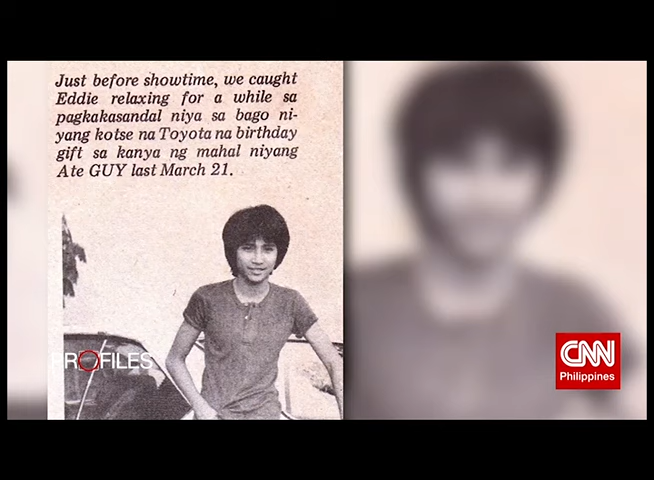 Just before showtime, we caught
Eddie relaxing for a while sa
pagkakasandal niya sa bago ni-
yang kotse na Toyota na birthday
gift sa kanya ng mahal niyang
Ate GUY last March 21.
PROFILES
CNN
Philippines